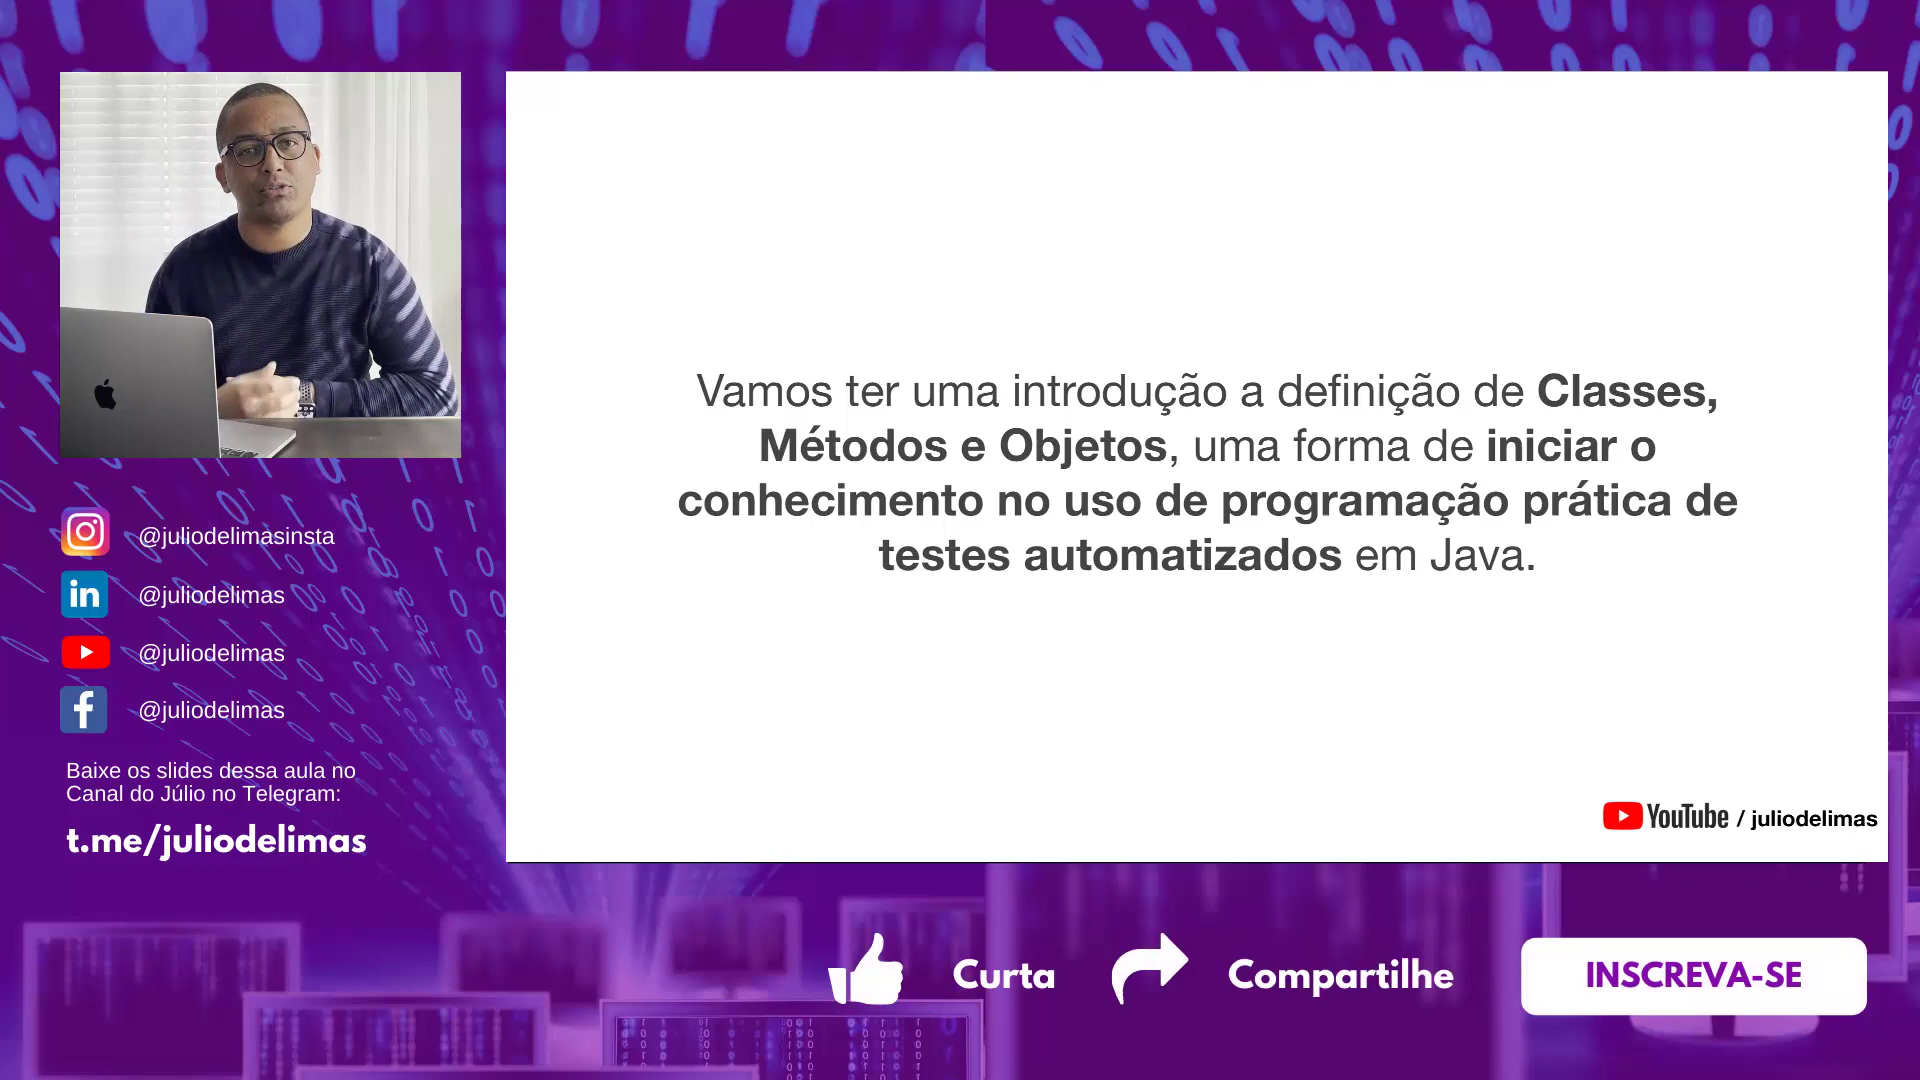 Vamos ter uma introdução a definição de Classes,
Métodos e Objetos, uma forma de iniciar o
conhecimento no uso de programação prática de
testes automatizados em Java.
YouTube / juliodelimas
@juliodelimasinsta
in @juliodelimas
@juliodelimas
f @juliodelimas
Baixe os slides dessa aula no
Canal do Júlio no Telegram:
t.me/juliodelimas
Curta
Compartilhe
INSCREVA-SE